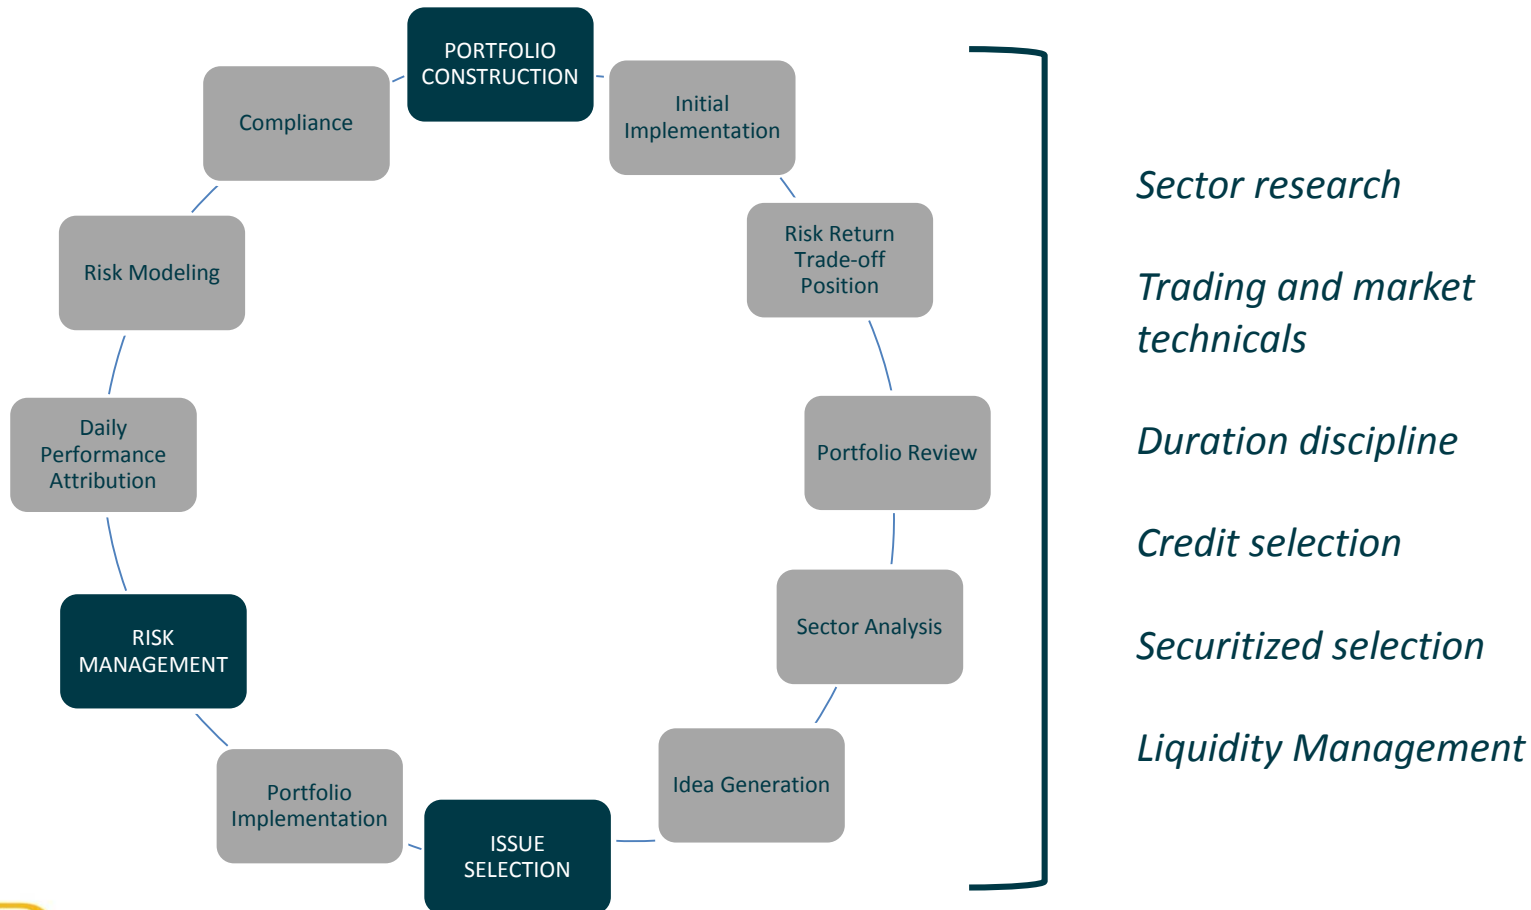 PORTFOLIO
CONSTRUCTION
Initial
Implementation
Risk Return
Trade-off
Position
Portfolio Review
Sector Analysis
Idea Generation
ISSUE
SELECTION
Portfolio
Implementation
RISK
MANAGEMENT
Daily
Performance
Attribution
Risk Modeling
Compliance
Sector research
Trading and market
technicals
Duration discipline
Credit selection
Securitized selection
Liquidity Management